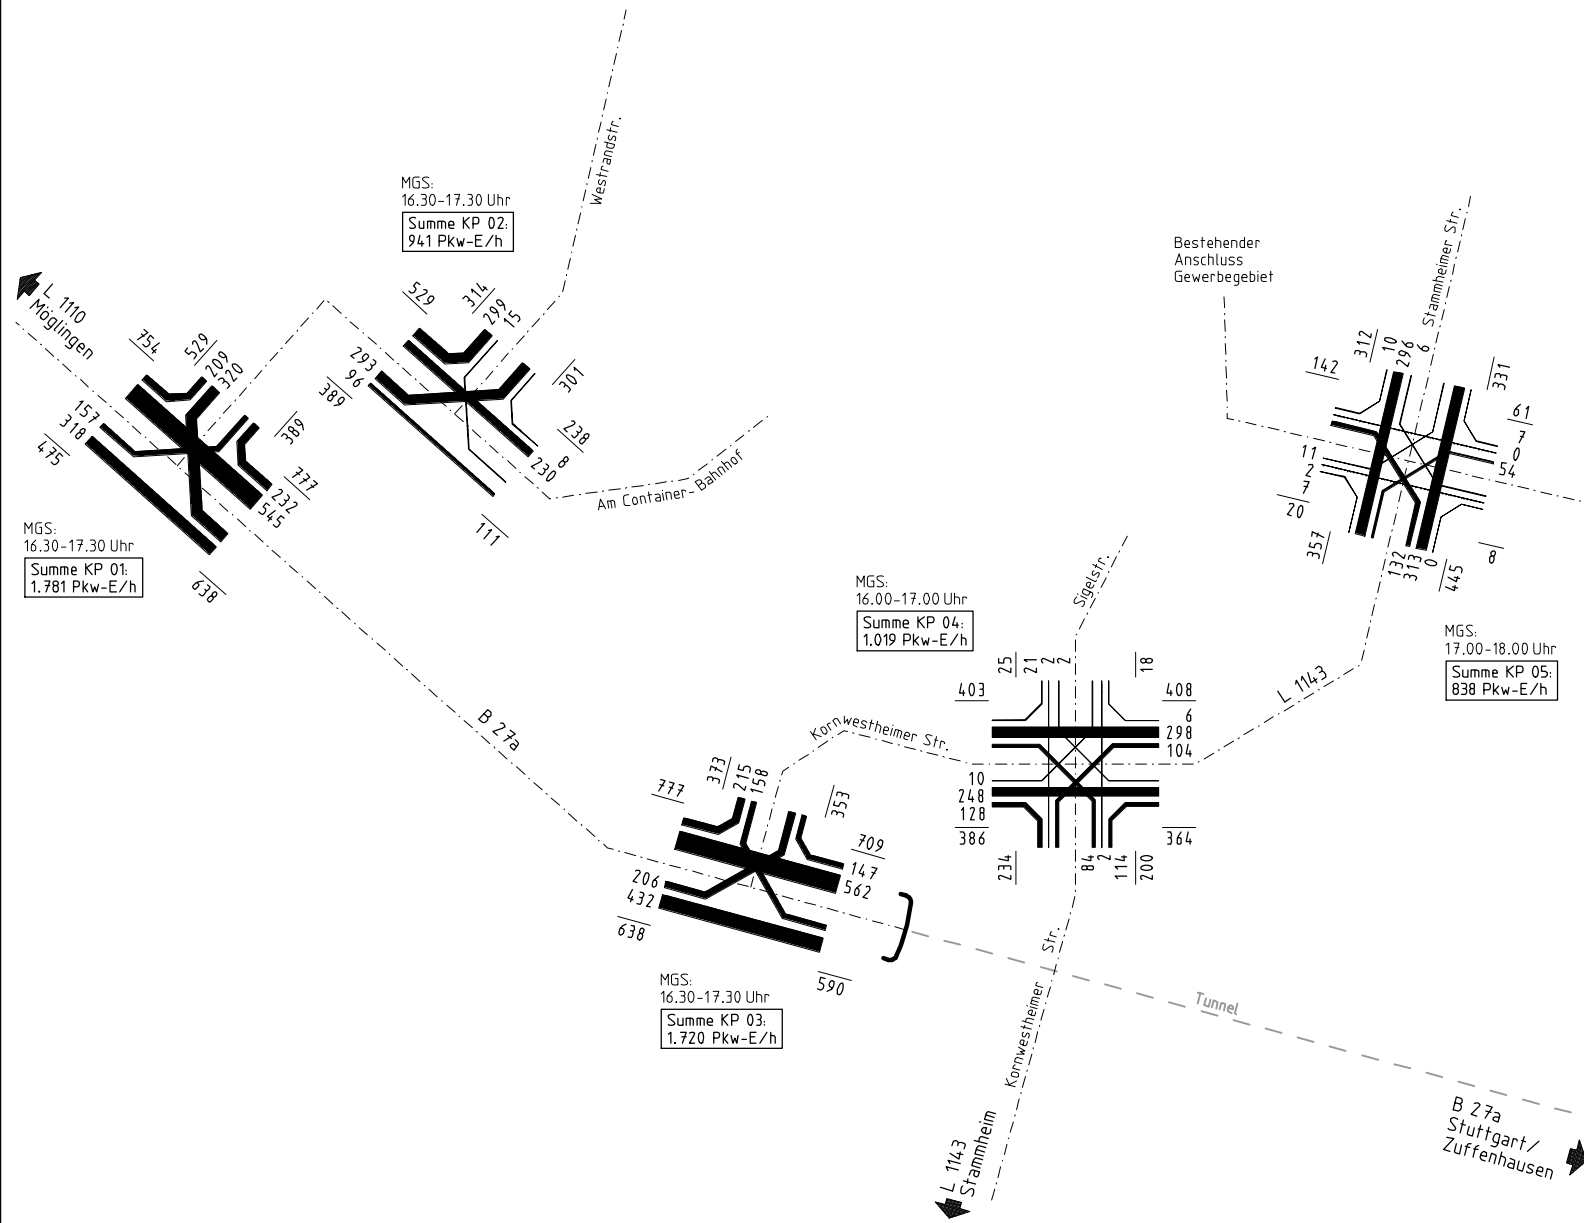 Westrandstr.
MGS:
16.30-17.30 Uhr
Summe KP 02:
941 Pkw-E/h
529
314
299
15
293
96
389
301
238
8
230
111
Am Container-Bahnhof
L 1110
Möglingen
754
529
209
320
157
318
475
389
777
232
545
638
MGS:
16.30-17.30 Uhr
Summe KP 01:
1.781 Pkw-E/h
B 27a
Bestehender
Anschluss
Gewerbegebiet
Stammheimer Str.
312
10
296
6
142
331
61
7
0
54
11
2
7
20
357
132
313
0
445
8
MGS:
17.00-18.00 Uhr
Summe KP 05:
838 Pkw-E/h
MGS:
16.00-17.00 Uhr
Summe KP 04:
1.019 Pkw-E/h
Sigelstr.
25
21
2
2
18
403
408
6
298
104
10
248
128
386
364
234
84
2
114
200
L 1143
Kornwestheimer Str.
777
373
215
158
353
709
147
562
206
432
638
590
MGS:
16.30-17.30 Uhr
Summe KP 03:
1.720 Pkw-E/h
Kornwestheimer Str.
Tunnel
L 1143
Stammheim
B 27a
Stuttgart/
Zuffenhausen